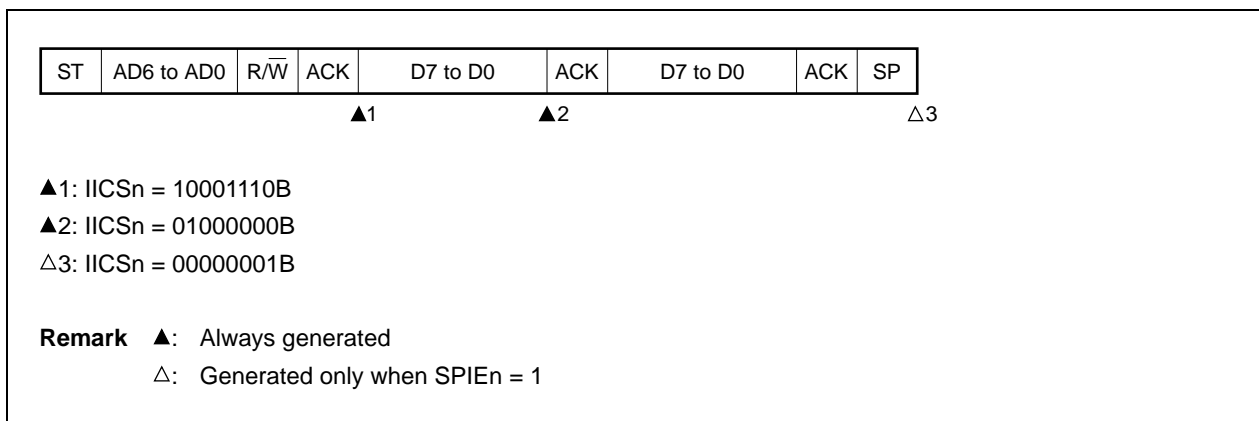 ST AD6 to AD0 R/W̅ ACK D7 to D0 ACK D7 to D0 ACK SP
▲1 ▲2 △3
▲1: IICSn = 10001110B
▲2: IICSn = 01000000B
△3: IICSn = 00000001B
Remark ▲: Always generated
△: Generated only when SPIEn = 1